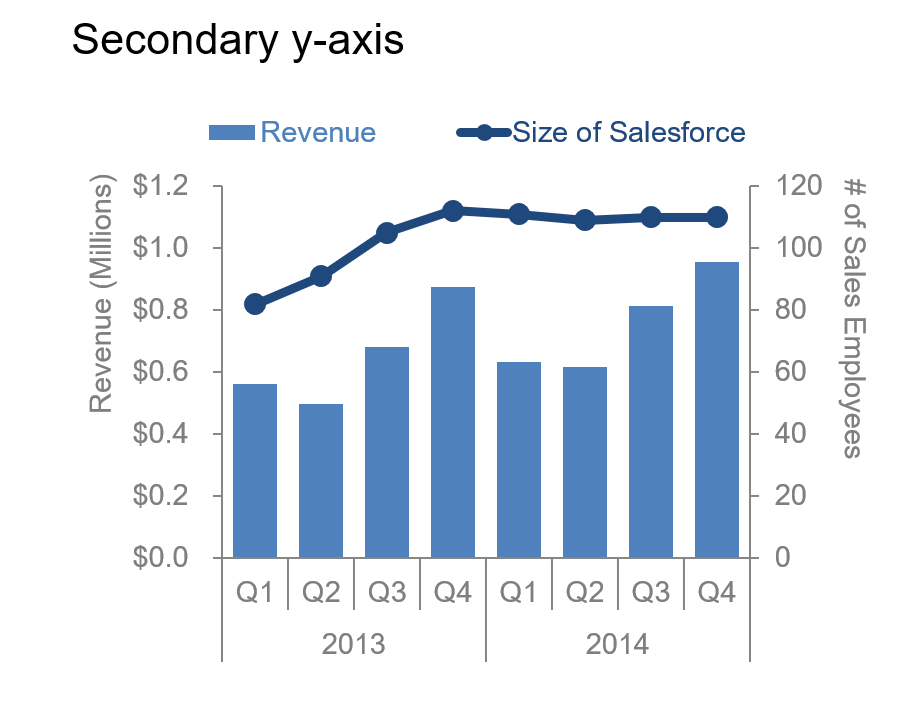 Secondary y-axis
Revenue
Size of Salesforce
Revenue (Millions)
$1.2
$1.0
$0.8
$0.6
$0.4
$0.2
$0.0
120
100
80
60
40
20
0
# of Sales Employees
Q1 Q2 Q3 Q4 Q1 Q2 Q3 Q4
2013 2014